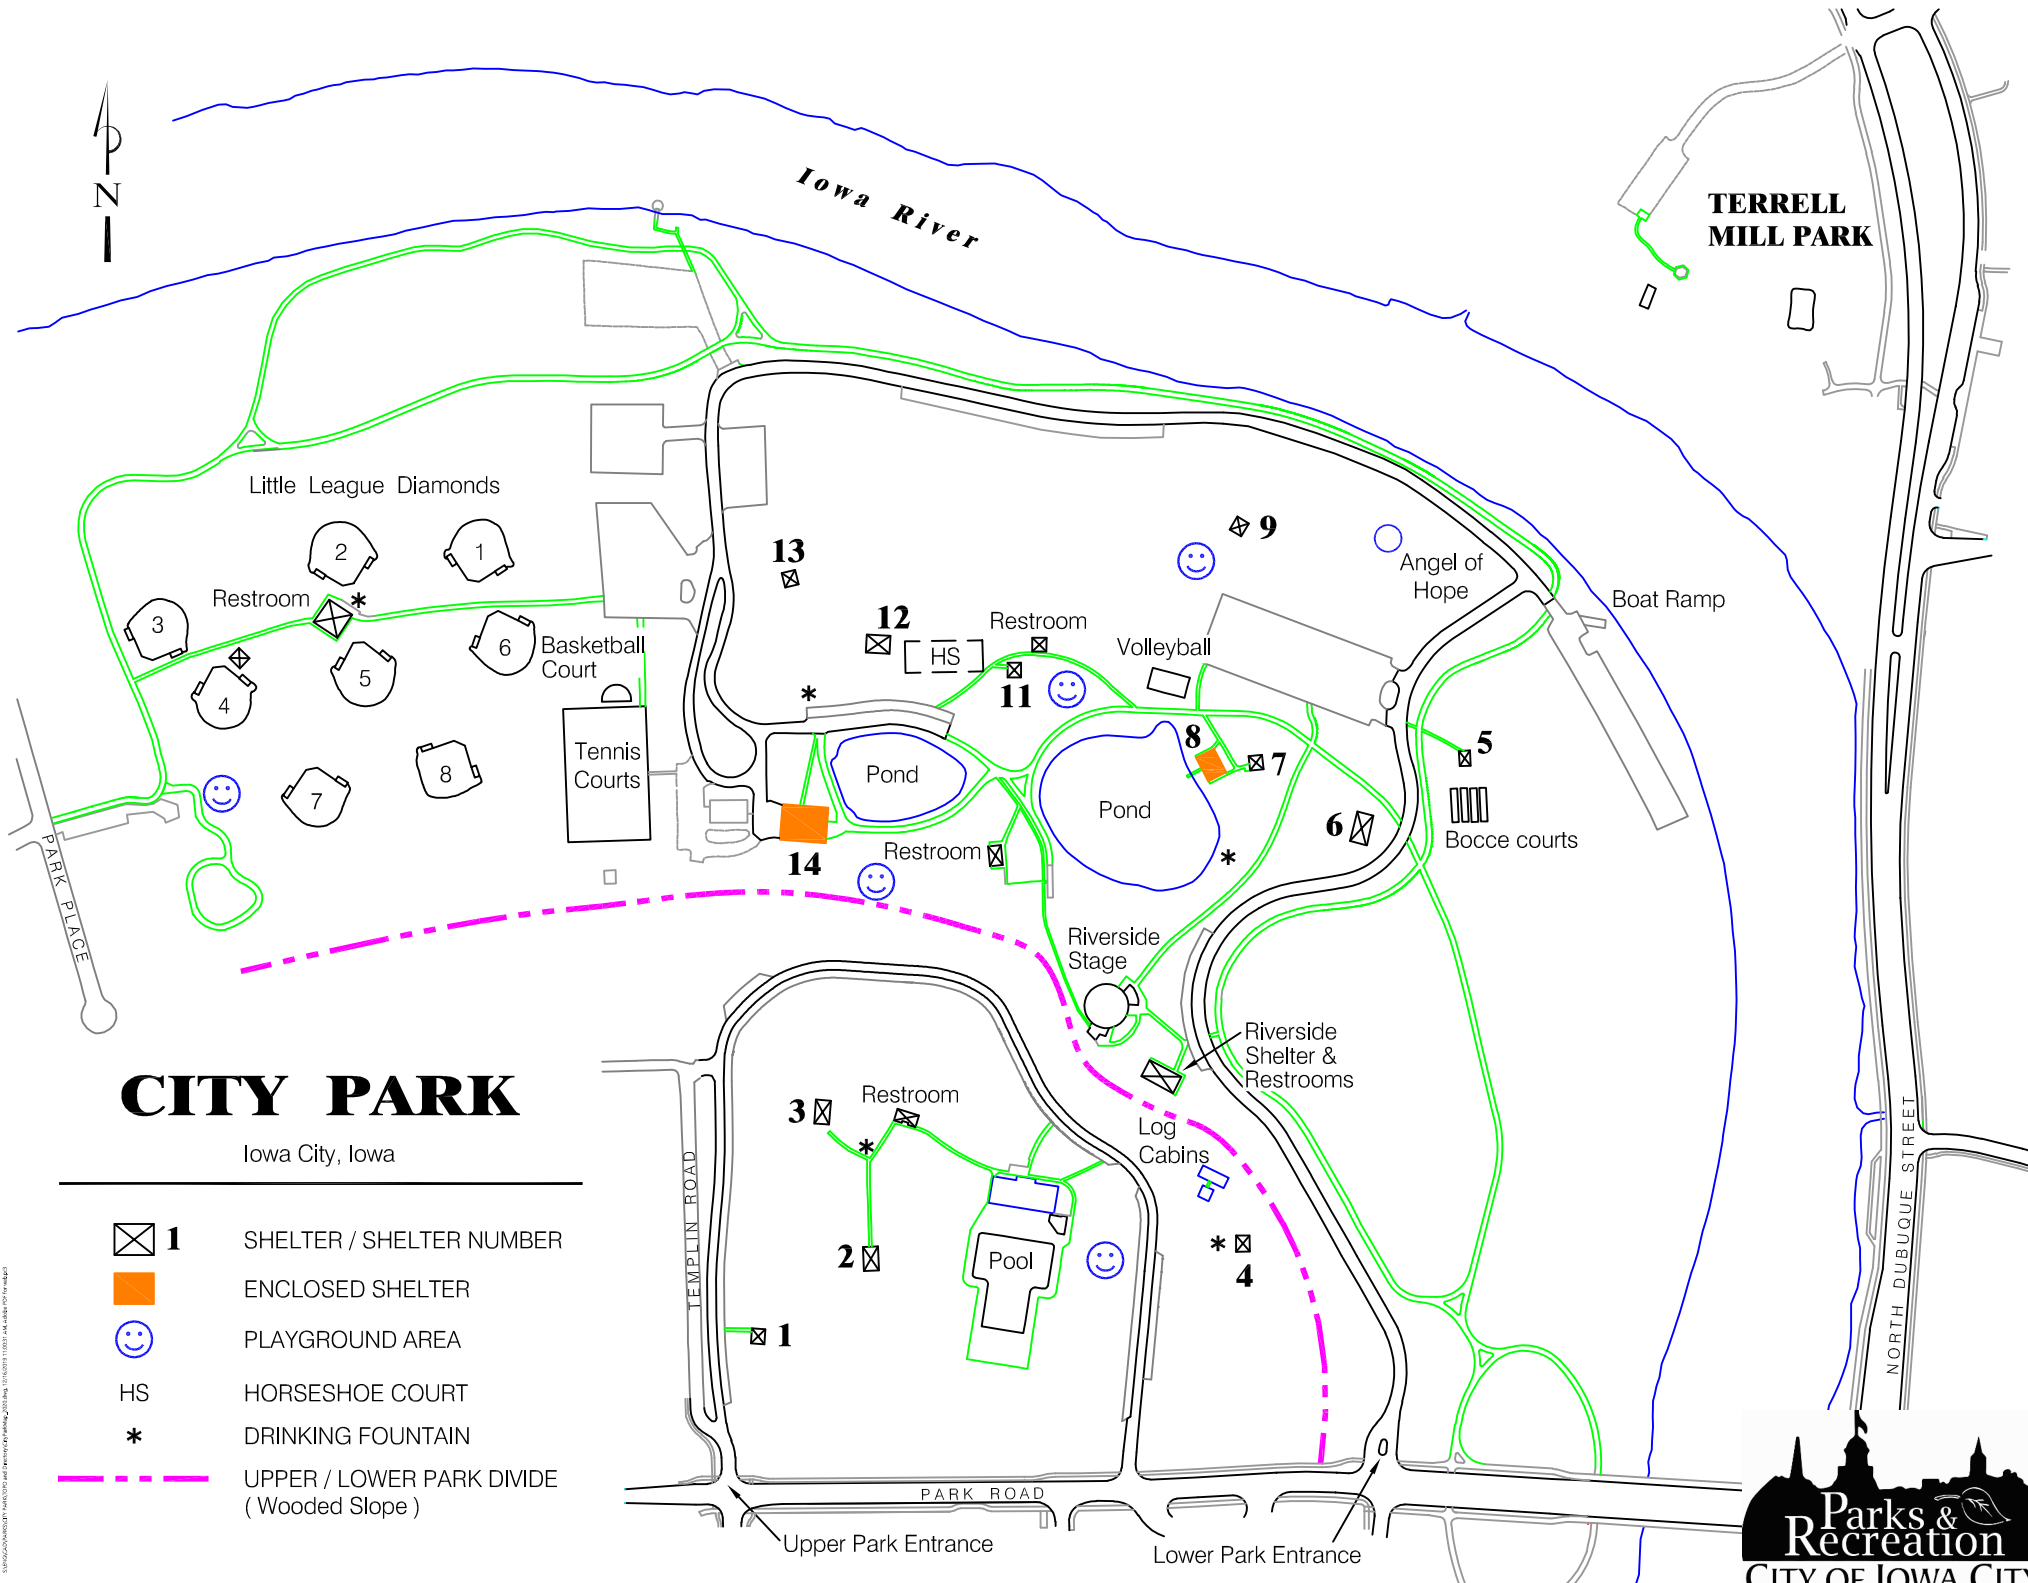 N
Iowa River
TERRELL
MILL PARK
Little League Diamonds
2
1
3
Restroom
*
4
5
6
Basketball
Court
7
8
Tennis
Courts
13
12
HS
Restroom
11
*
Volleyball
9
Angel of
Hope
Boat Ramp
8
7
5
6
Bocce courts
Pond
Pond
*
14
Restroom
PARK PLACE
Riverside
Stage
Riverside
Shelter &
Restrooms
Log
Cabins
3
Restroom
*
2
Pool
* 4
1
TEMPLIN ROAD
NORTH DUBUQUE STREET
PARK ROAD
Upper Park Entrance
Lower Park Entrance
CITY PARK
Iowa City, Iowa
1 SHELTER / SHELTER NUMBER
ENCLOSED SHELTER
PLAYGROUND AREA
HS HORSESHOE COURT
* DRINKING FOUNTAIN
UPPER / LOWER PARK DIVIDE
( Wooded Slope )
Parks &
Recreation
CITY OF IOWA CITY